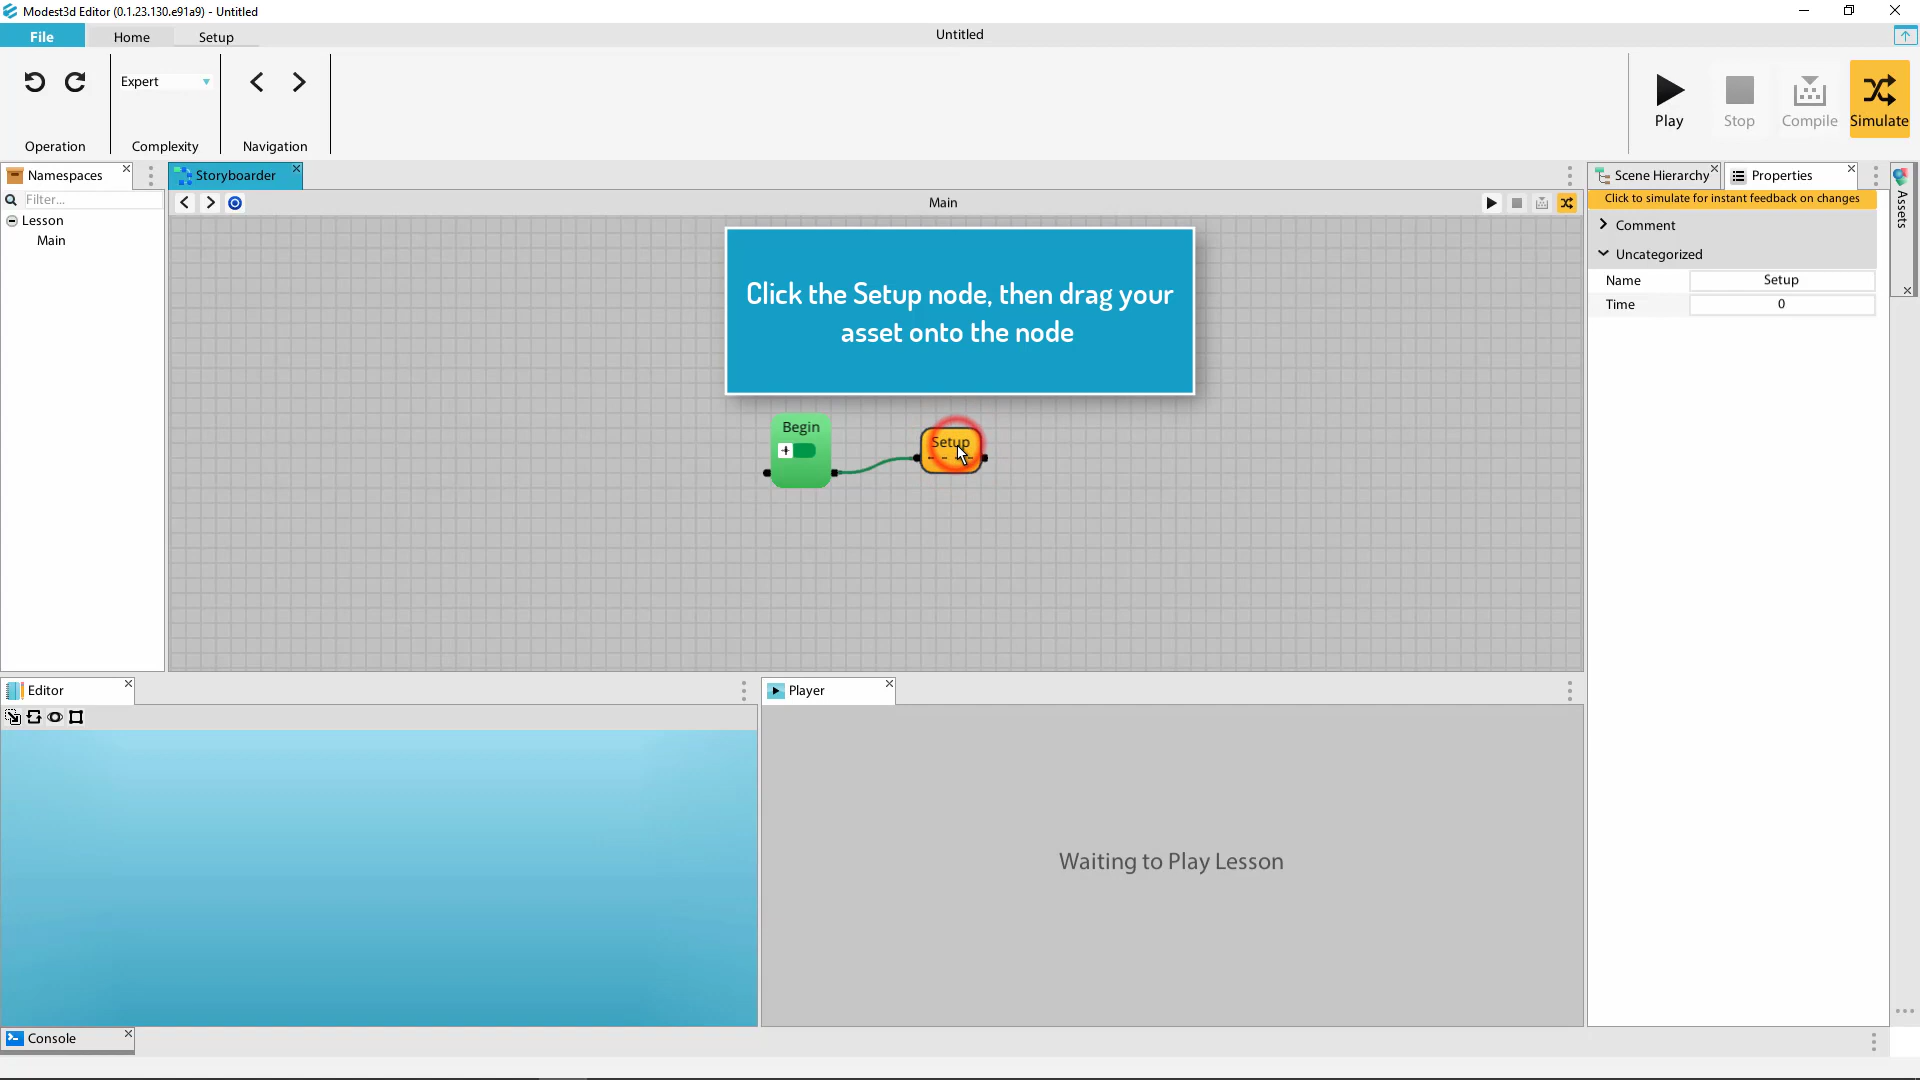 Modest3d Editor (0.1.23.130.e91a9) - Untitled
File Home Setup Untitled
Expert
Operation Complexity Navigation
Play Stop Compile Simulate
Namespaces
Filter...
Lesson
Main
Storyboarder
Main
Click the Setup node, then drag your
asset onto the node
Begin
Setup
Scene Hierarchy Properties
Click to simulate for instant feedback on changes
Comment
Uncategorized
Name Setup
Time 0
Assets
Editor
Player
Waiting to Play Lesson
Console